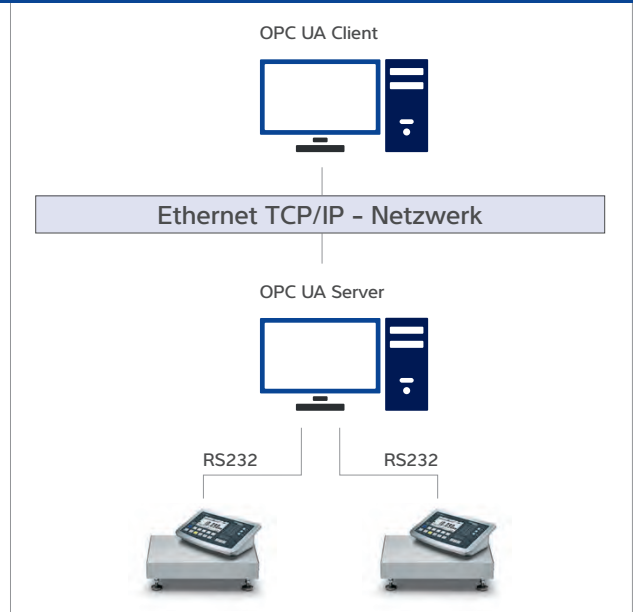 OPC UA Client
Ethernet TCP/IP – Netzwerk
OPC UA Server
RS232 RS232